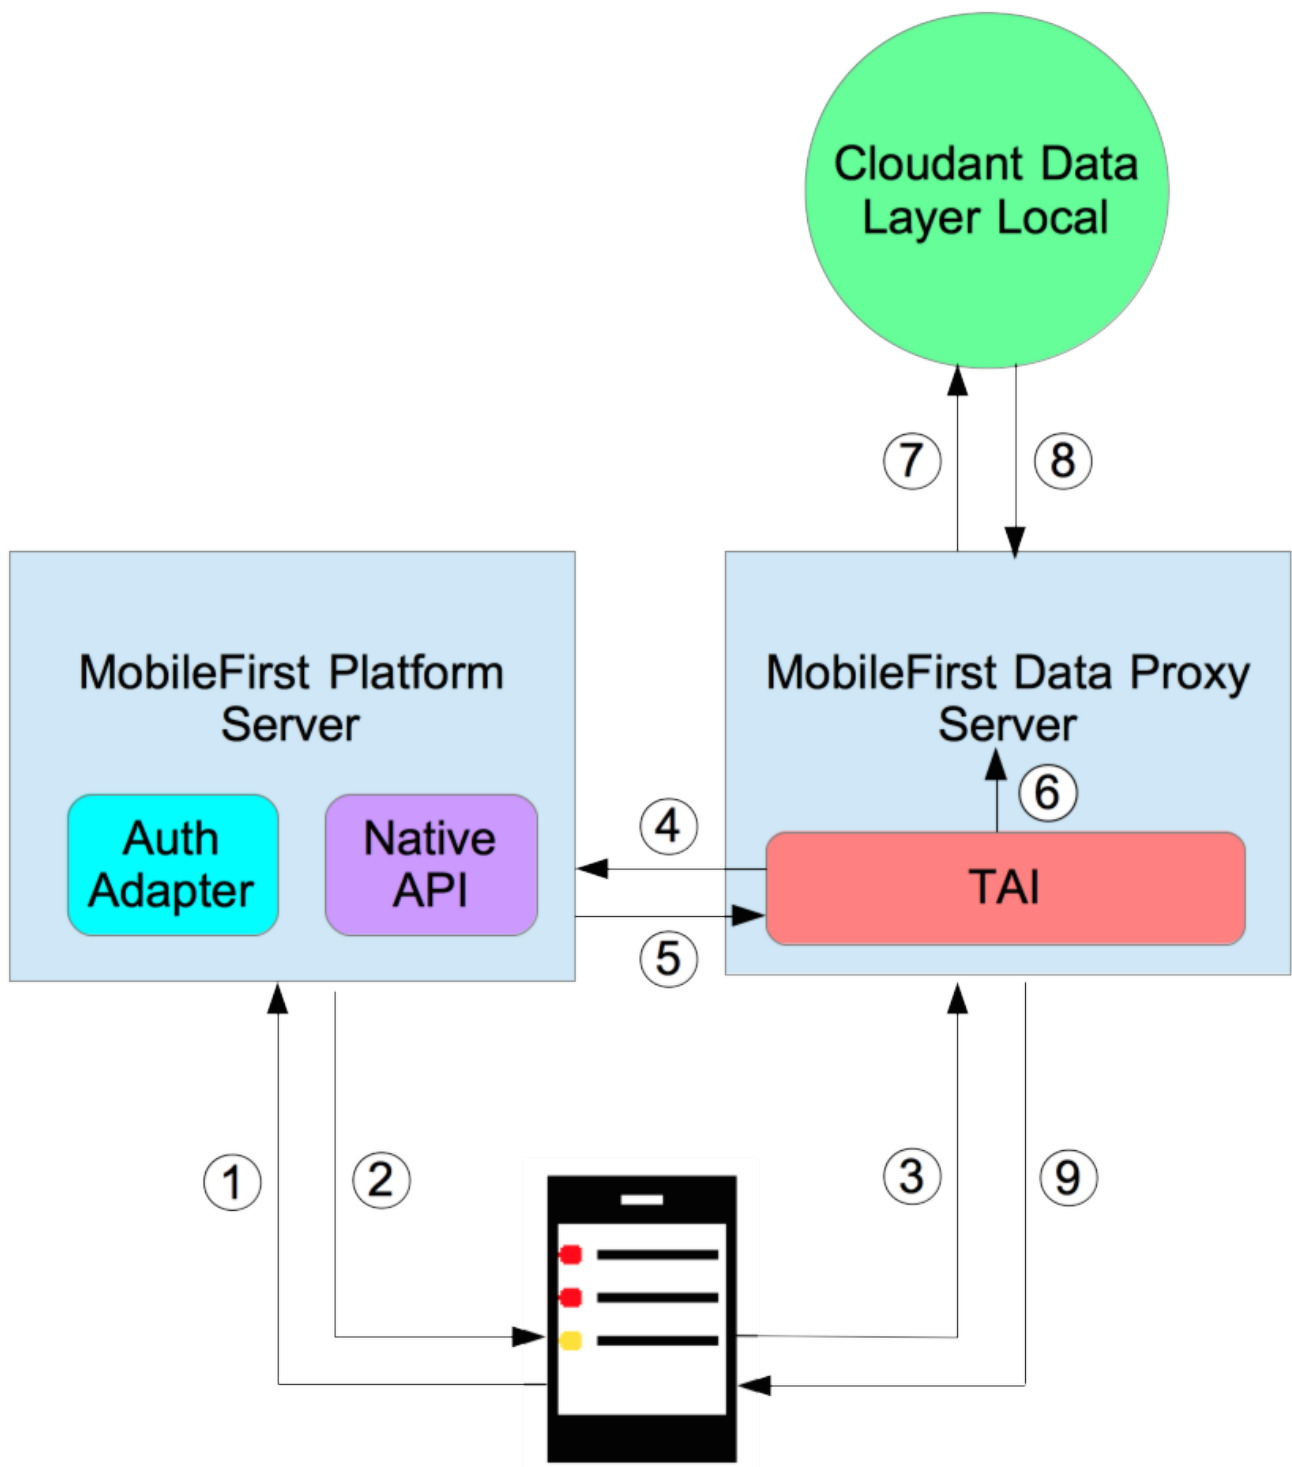 Cloudant Data
Layer Local
7
8
MobileFirst Platform
Server
MobileFirst Data Proxy
Server
6
Auth
Adapter
Native
API
4
TAI
5
1
2
3
9